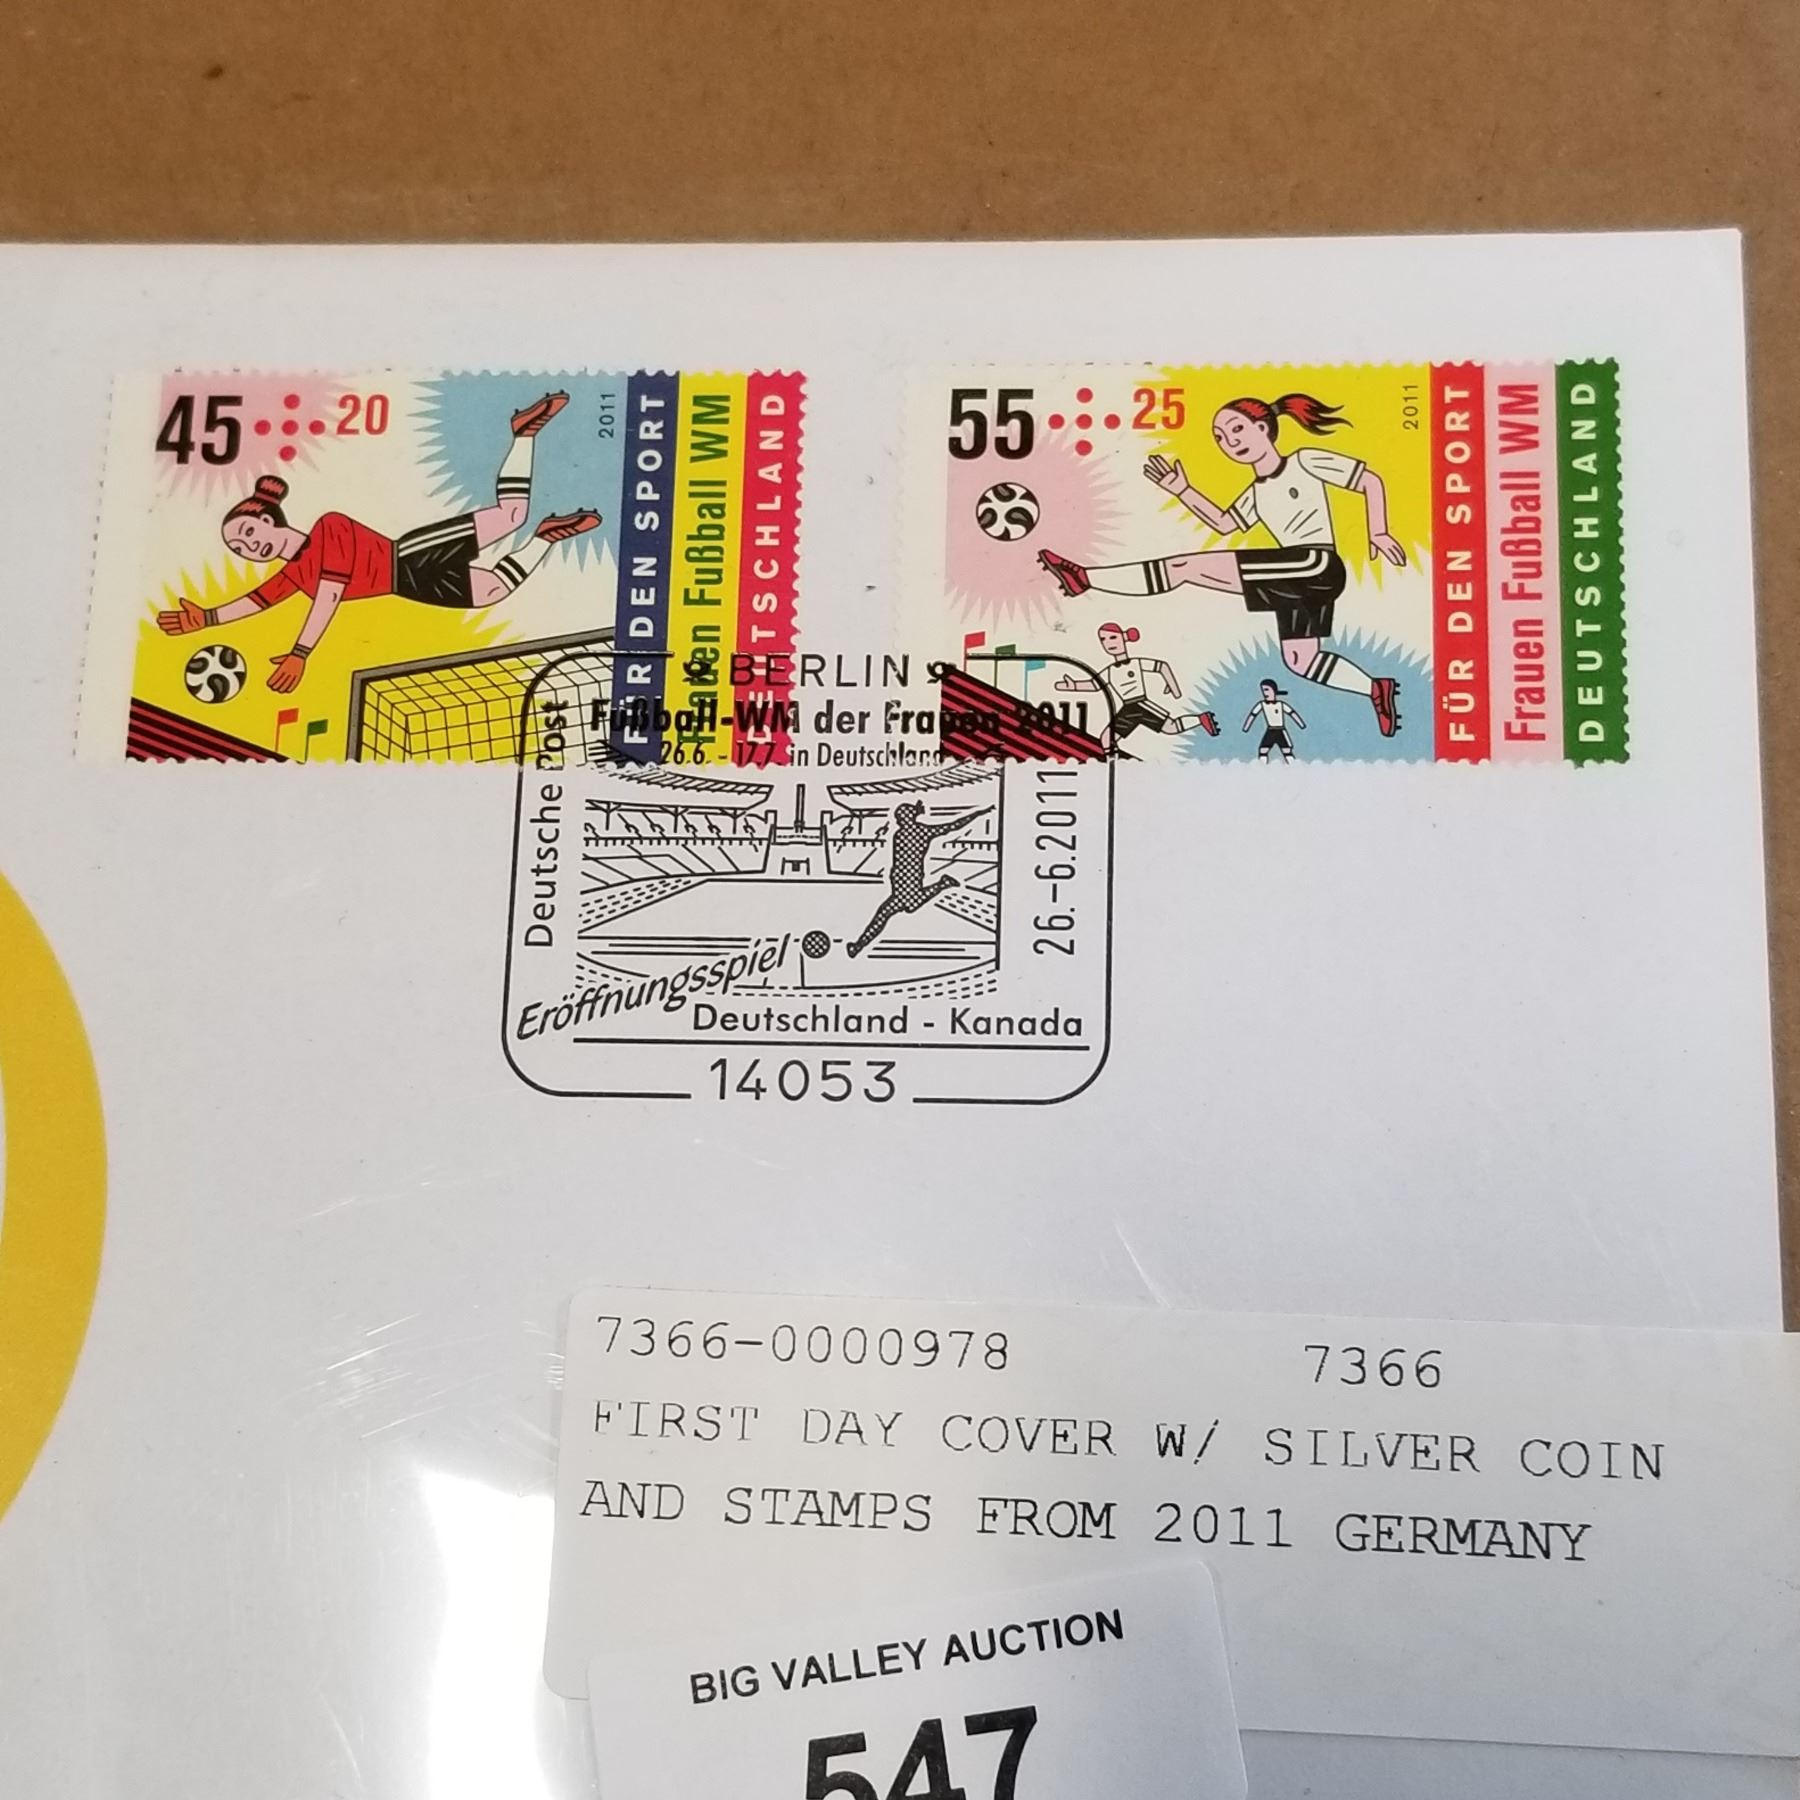 45 20
2011
FÜR DEN SPORT
Frauen Fußball WM
DEUTSCHLAND
55 25
2011
FÜR DEN SPORT
Frauen Fußball WM
DEUTSCHLAND
BERLIN
Fußball-WM der Frauen 2011
26.6. - 17.7. in Deutschland
Deutsche Post
26.-6.2011
Eröffnungsspiel
Deutschland - Kanada
14053
7366-0000978 7366
FIRST DAY COVER W/ SILVER COIN
AND STAMPS FROM 2011 GERMANY
BIG VALLEY AUCTION
547